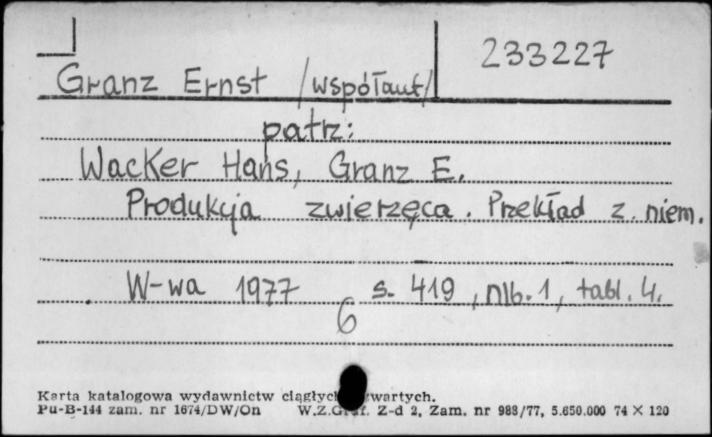 233227
Granz Ernst /współaut/
patrz:
Wacker Hans, Granz E.
Produkcja zwierzęca. Przekład z niem.
W-wa 1977 s. 419, nlb. 1, tabl. 4.
6
Karta katalogowa wydawnictw
Pu-B-144 zam. nr 1674/DW/On Z-d 2, Zam. nr 988/77, 5.650.000 74 X 120